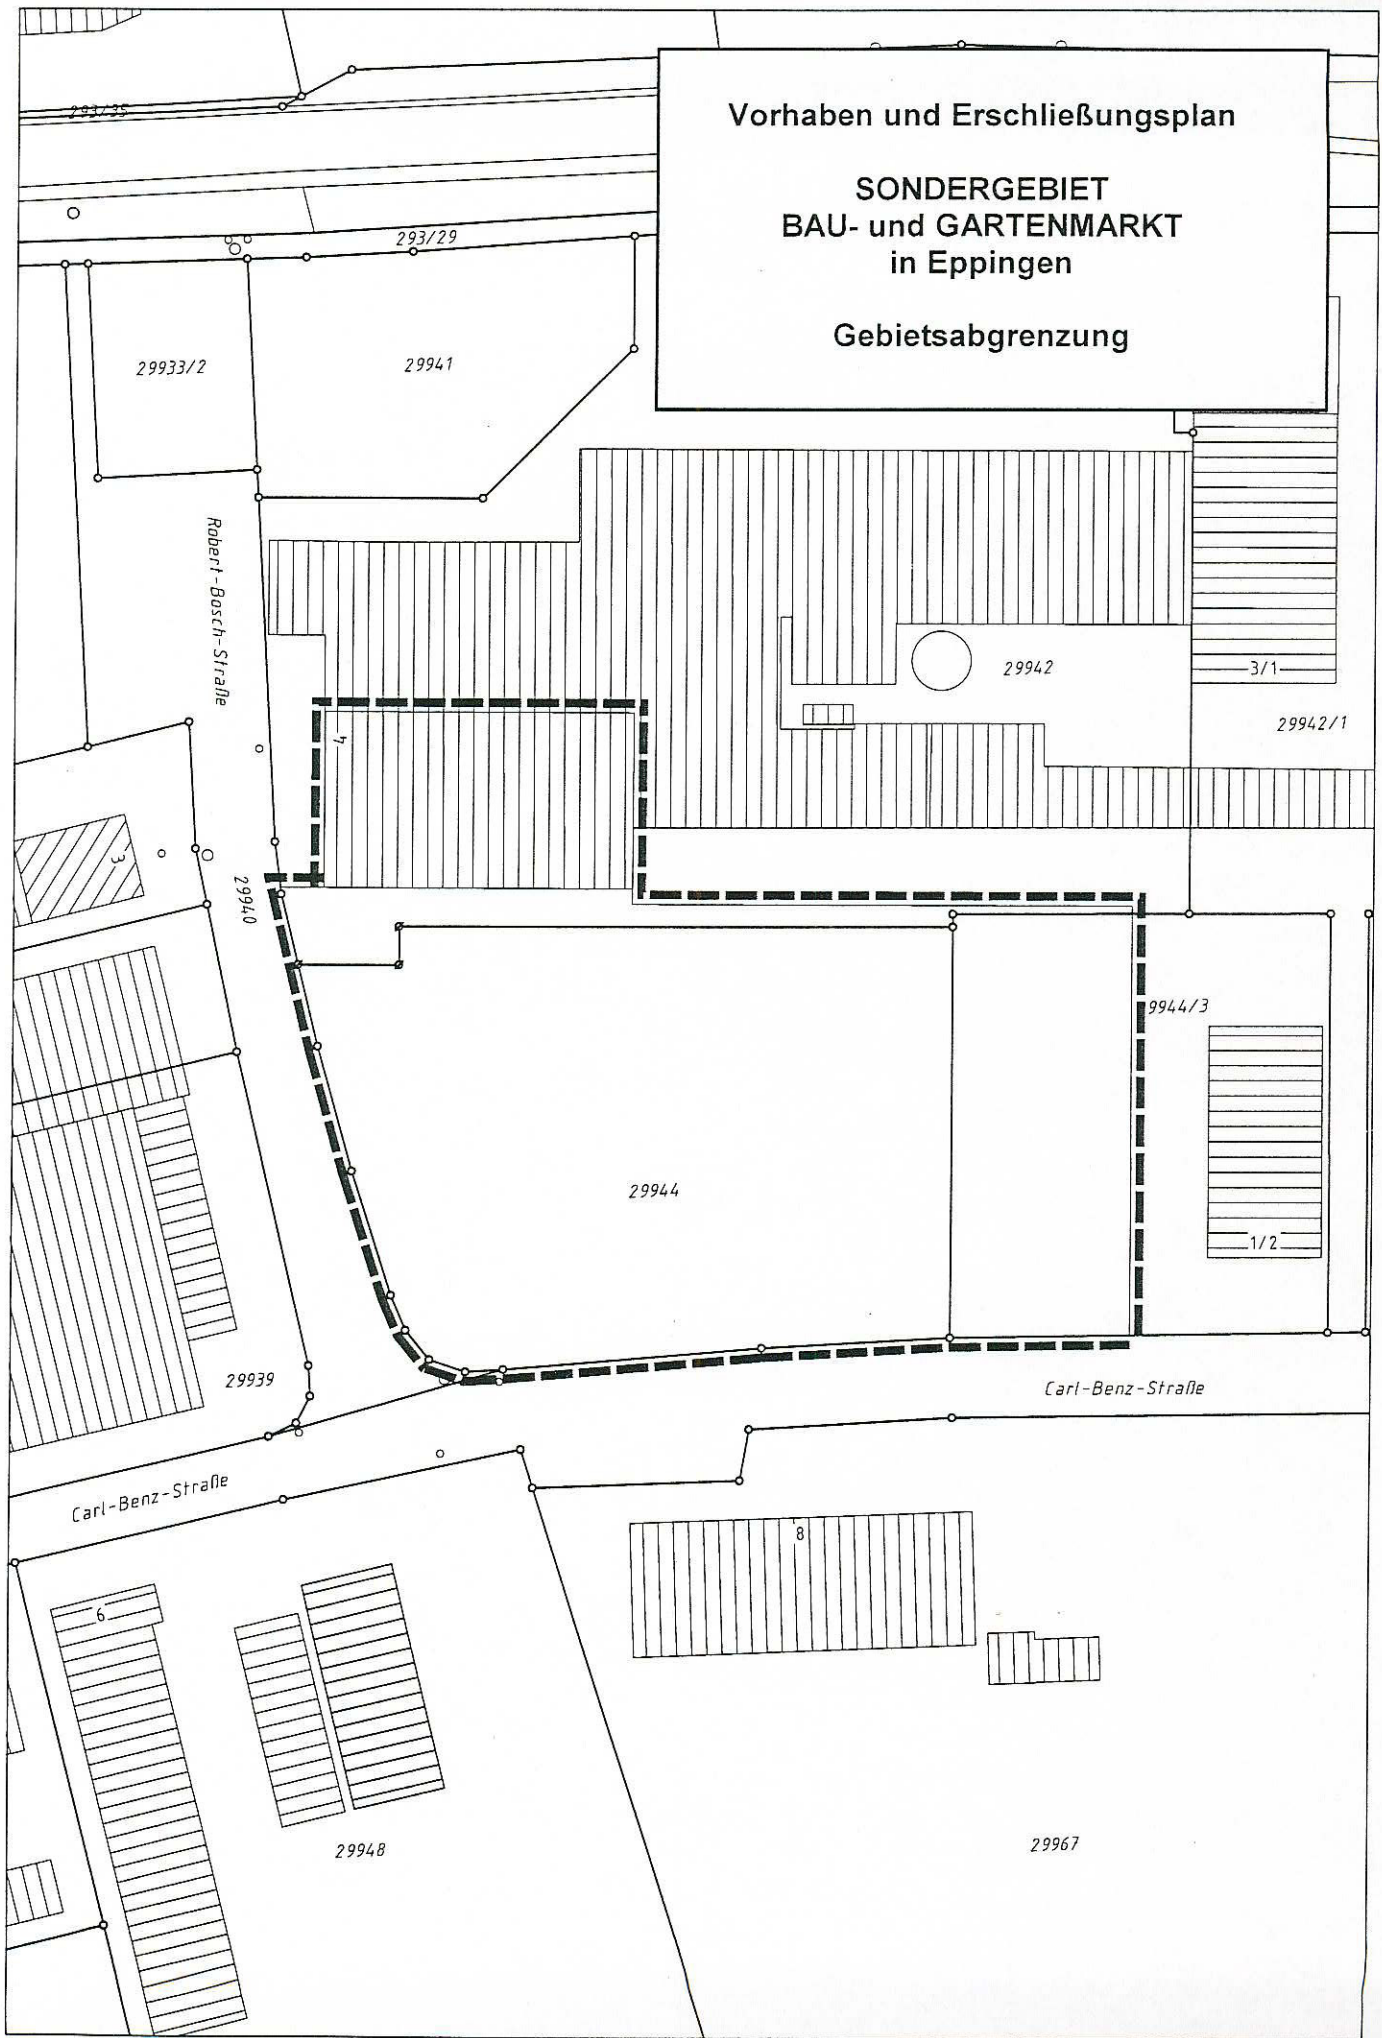 293/35
Vorhaben und Erschließungsplan
SONDERGEBIET
BAU- und GARTENMARKT
in Eppingen
Gebietsabgrenzung
293/29
29933/2
29941
Robert-Bosch-Straße
29942
3/1
29942/1
4
3
29940
9944/3
29944
1/2
29939
Carl-Benz-Straße
Carl-Benz-Straße
8
6
29948
29967